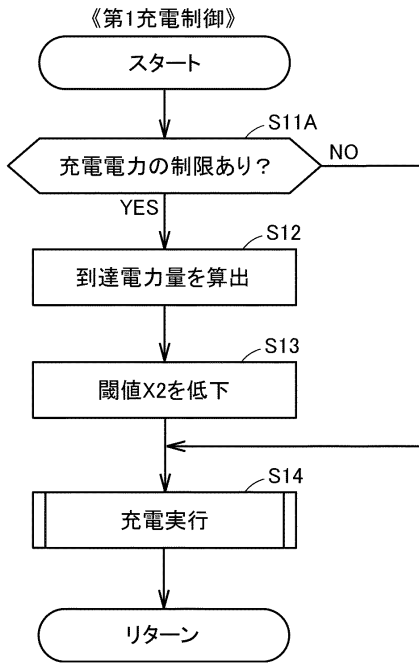 《第1充電制御》
スタート
S11A
充電電力の制限あり？
NO
YES
S12
到達電力量を算出
S13
閾値X2を低下
S14
充電実行
リターン